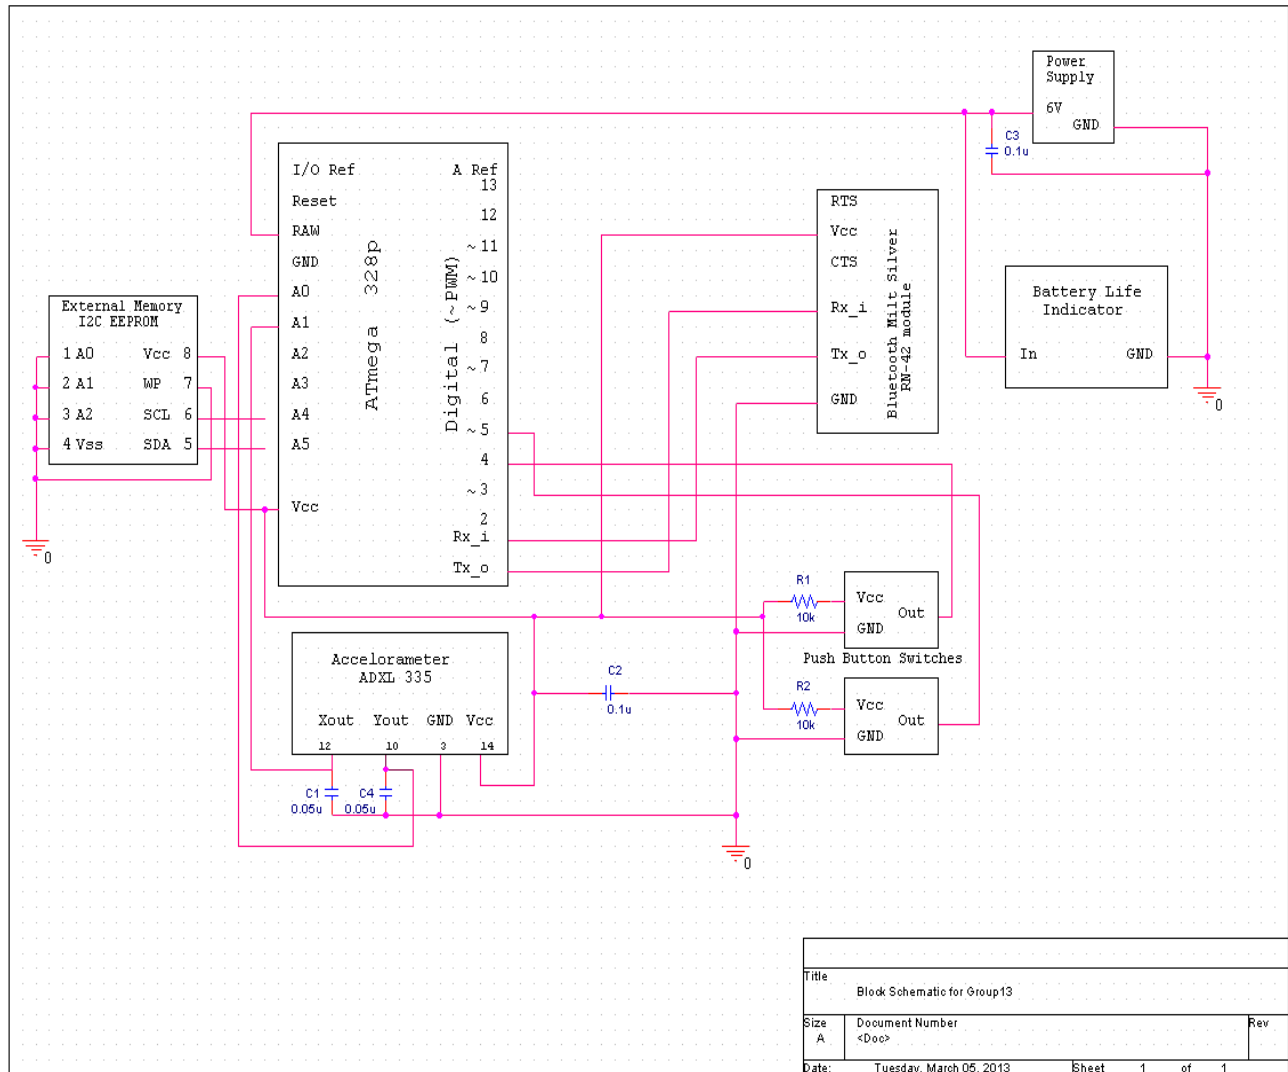 Power
Supply
6V
GND
C3
0.1u
I/O Ref
A Ref
13
Reset
12
RAW
~ 11
GND
~ 10
A0
~ 9
A1
8
A2
~ 7
A3
6
A4
~ 5
A5
4
~ 3
Vcc
2
Rx_i
Tx_o
ATmega 328p
Digital (~PWM)
RTS
Vcc
CTS
Rx_i
Tx_o
GND
Bluetooth Milt Silver
RN-42 module
Battery Life
Indicator
In
GND
0
External Memory
I2C EEPROM
1 A0 Vcc 8
2 A1 WP 7
3 A2 SCL 6
4 Vss SDA 5
0
R1
10k
Vcc
Out
GND
Push Button Switches
R2
10k
Vcc
Out
GND
C2
0.1u
Accelorameter
ADXL 335
Xout Yout GND Vcc
12 10 3 14
C1
0.05u
C4
0.05u
0
Title
Block Schematic for Group13
Size
A
Document Number
<Doc>
Rev
Date: Tuesday, March 05, 2013 Sheet 1 of 1